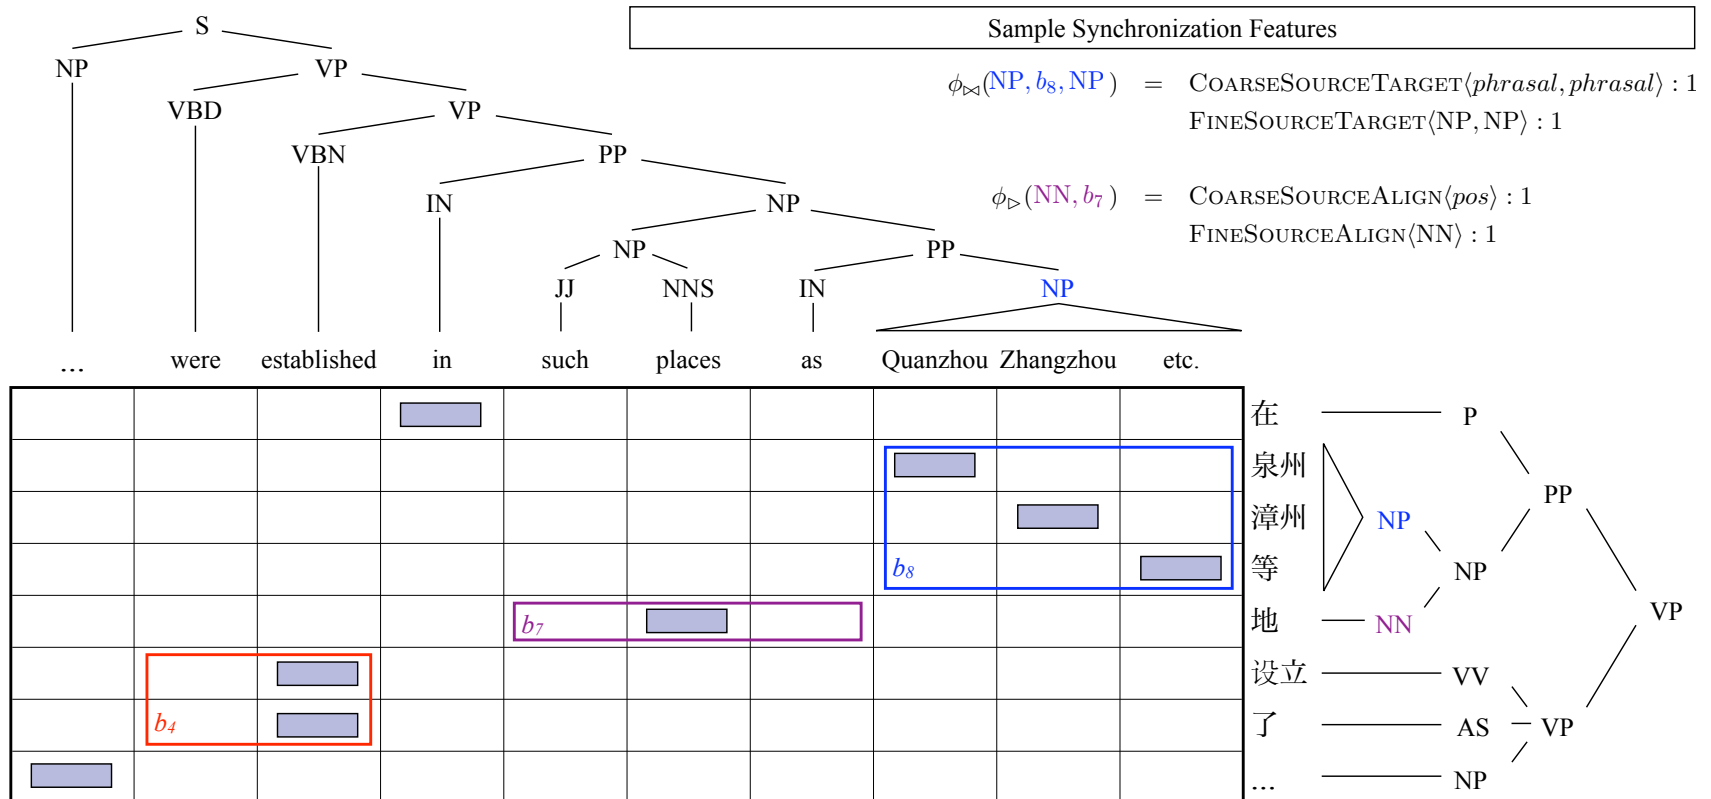 S
Sample Synchronization Features
NP VP
ϕ⋈(NP, b8, NP) = COARSESOURCETARGET⟨phrasal, phrasal⟩ : 1
VBD VP
FINESOURCETARGET⟨NP, NP⟩ : 1
VBN PP
ϕ▷(NN, b7) = COARSESOURCEALIGN⟨pos⟩ : 1
IN NP
FINESOURCEALIGN⟨NN⟩ : 1
NP PP
JJ NNS IN NP
... were established in such places as Quanzhou Zhangzhou etc.
在 P
泉州
PP
漳州 NP
b8 等 NP
b7 地 NN VP
设立 VV
b4 了 AS VP
... NP